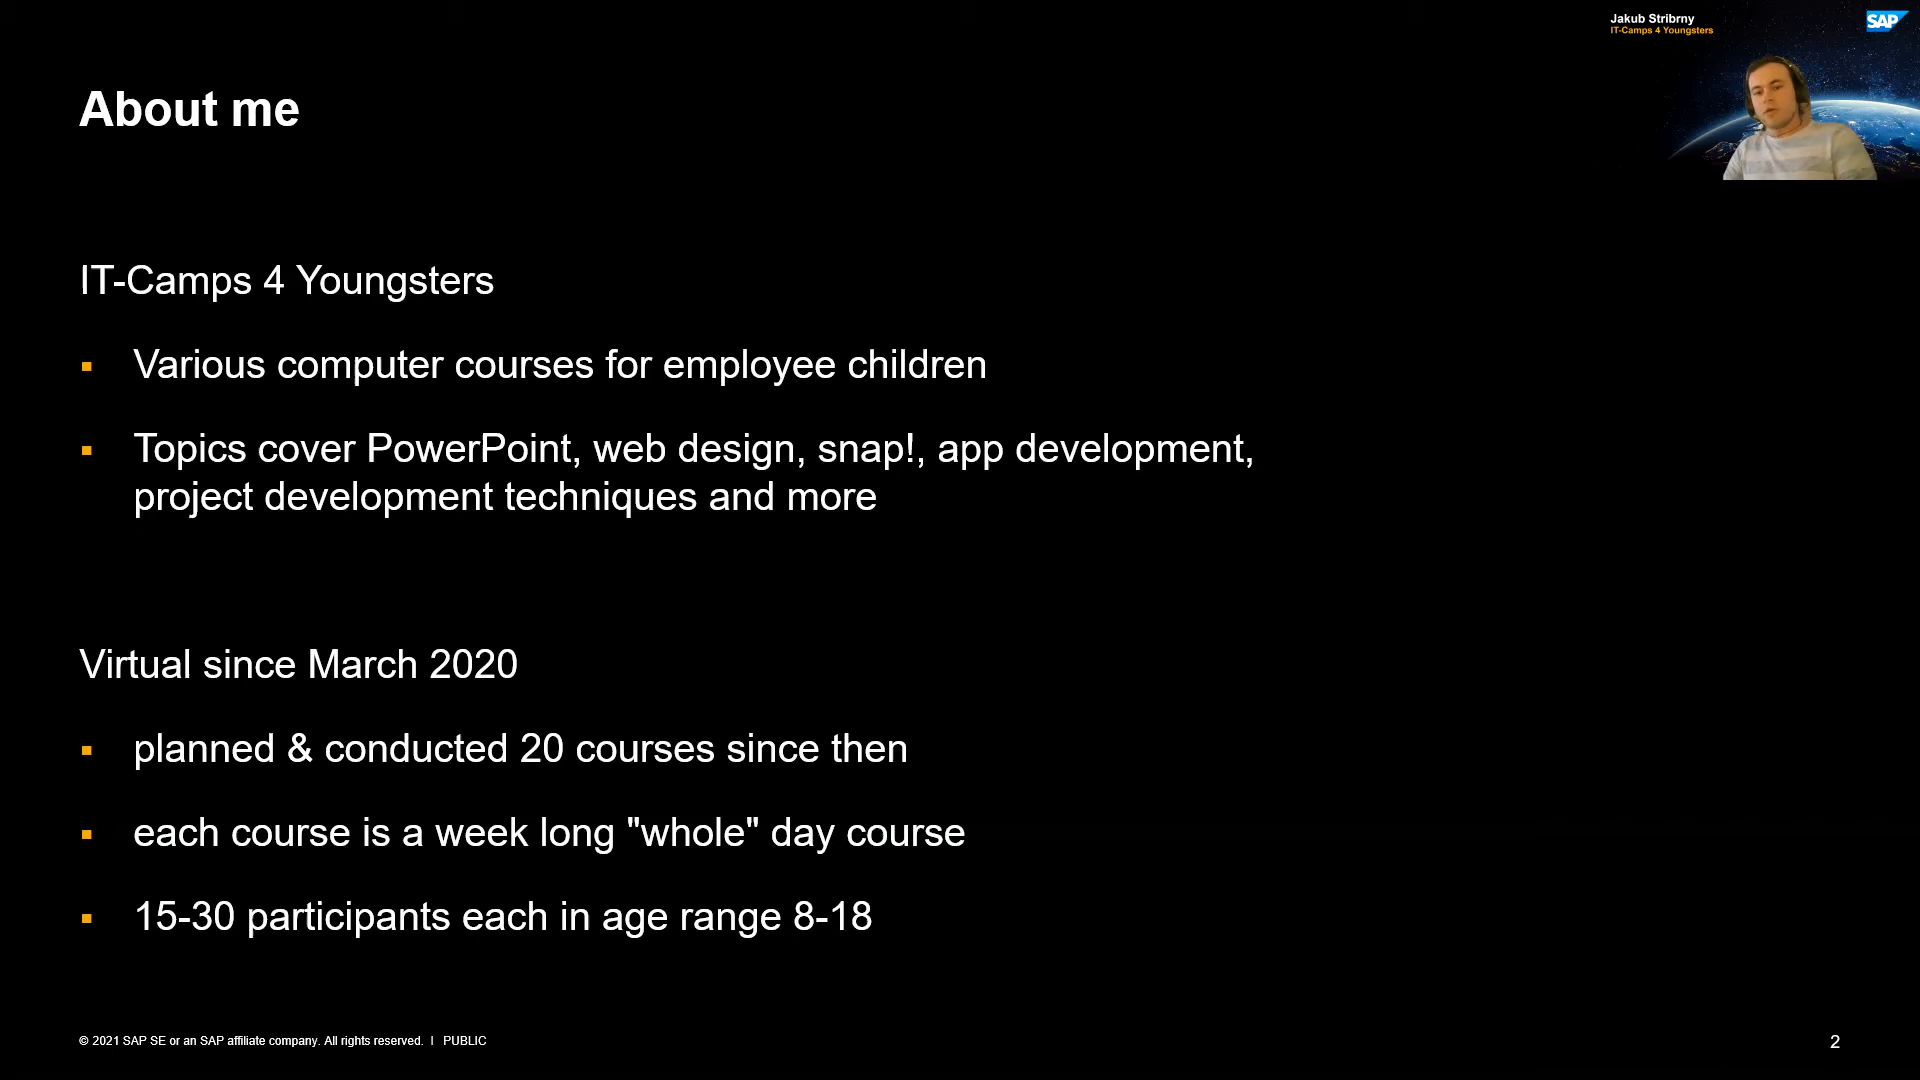 Jakub Stribrny
IT-Camps 4 Youngsters
SAP
About me
IT-Camps 4 Youngsters
▪ Various computer courses for employee children
▪ Topics cover PowerPoint, web design, snap!, app development,
project development techniques and more
Virtual since March 2020
▪ planned & conducted 20 courses since then
▪ each course is a week long "whole" day course
▪ 15-30 participants each in age range 8-18
© 2021 SAP SE or an SAP affiliate company. All rights reserved. I PUBLIC
2